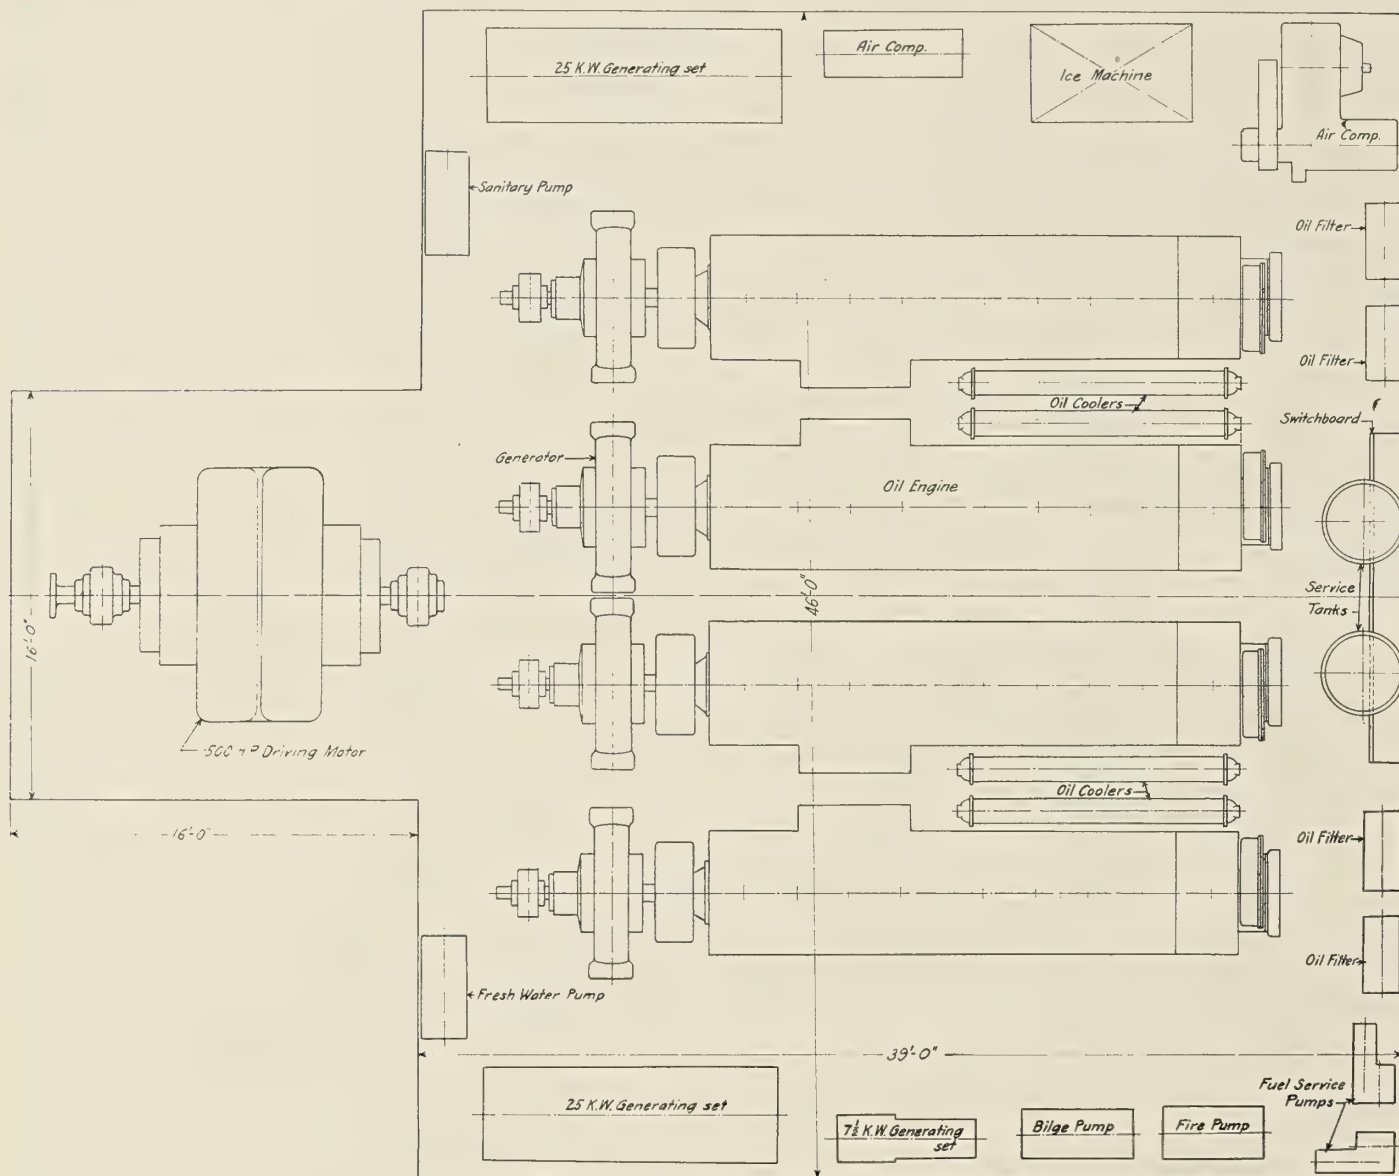 25 K.W. Generating set
Air Comp.
Ice Machine
Air Comp.
Sanitary Pump
Oil Filter
Oil Filter
Oil Coolers
Switchboard
Generator
Oil Engine
46'-0"
Service
Tanks
16'-0"
Driving Motor
Oil Coolers
16'-0"
Oil Filter
Oil Filter
Fresh Water Pump
39'-0"
Fuel Service
Pumps
25 K.W. Generating set
7½ K.W. Generating
set
Bilge Pump
Fire Pump